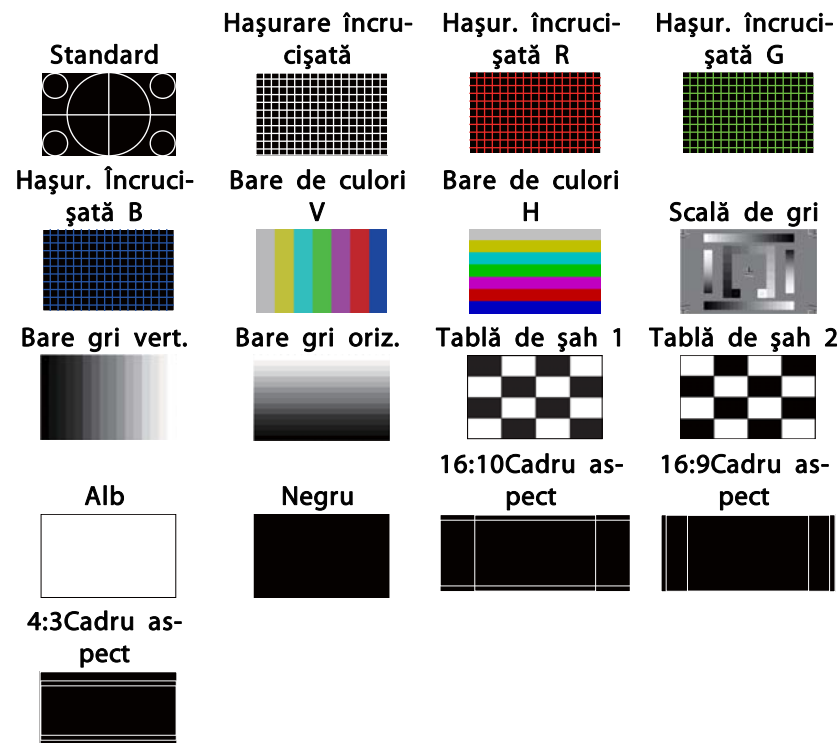 Standard
Haşurare încru-
cişată
Haşur. încruci-
şată R
Haşur. încruci-
şată G
Haşur. Încruci-
şată B
Bare de culori
V
Bare de culori
H
Scală de gri
Bare gri vert.
Bare gri oriz.
Tablă de şah 1
Tablă de şah 2
Alb
Negru
16:10Cadru as-
pect
16:9Cadru as-
pect
4:3Cadru as-
pect